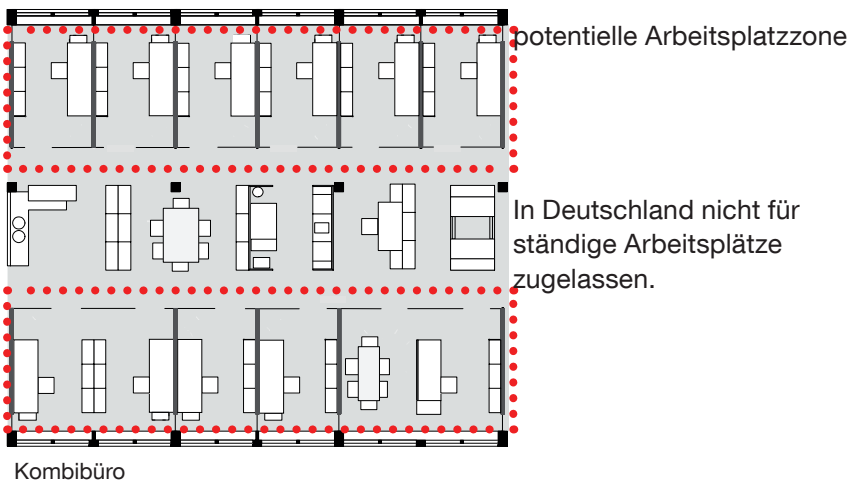 potentielle Arbeitsplatzzone
In Deutschland nicht für
ständige Arbeitsplätze
zugelassen.
Kombibüro